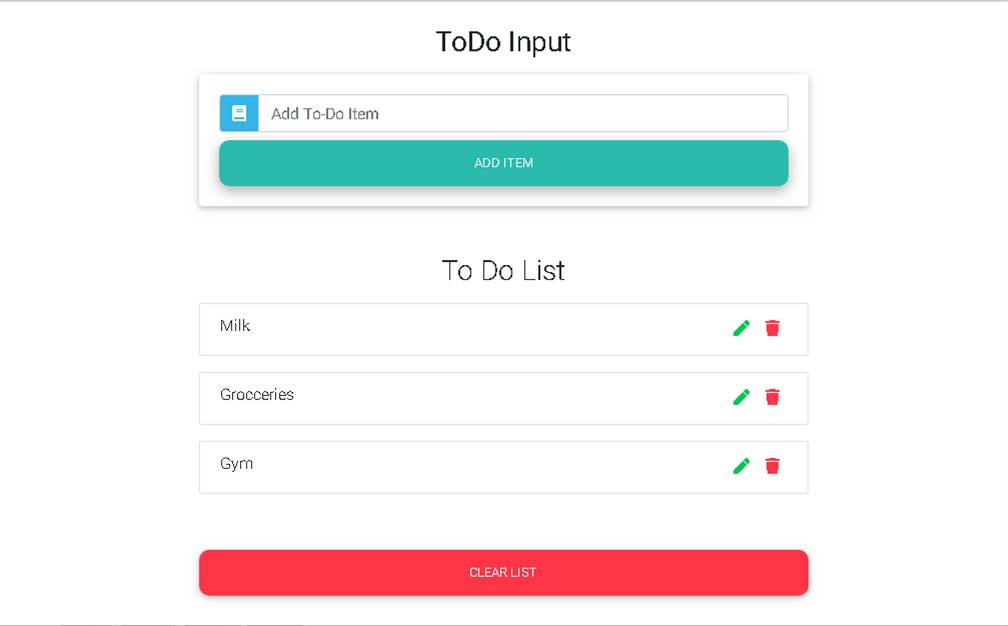 ToDo Input
Add To-Do Item
ADD ITEM
To Do List
Milk
Grocceries
Gym
CLEAR LIST